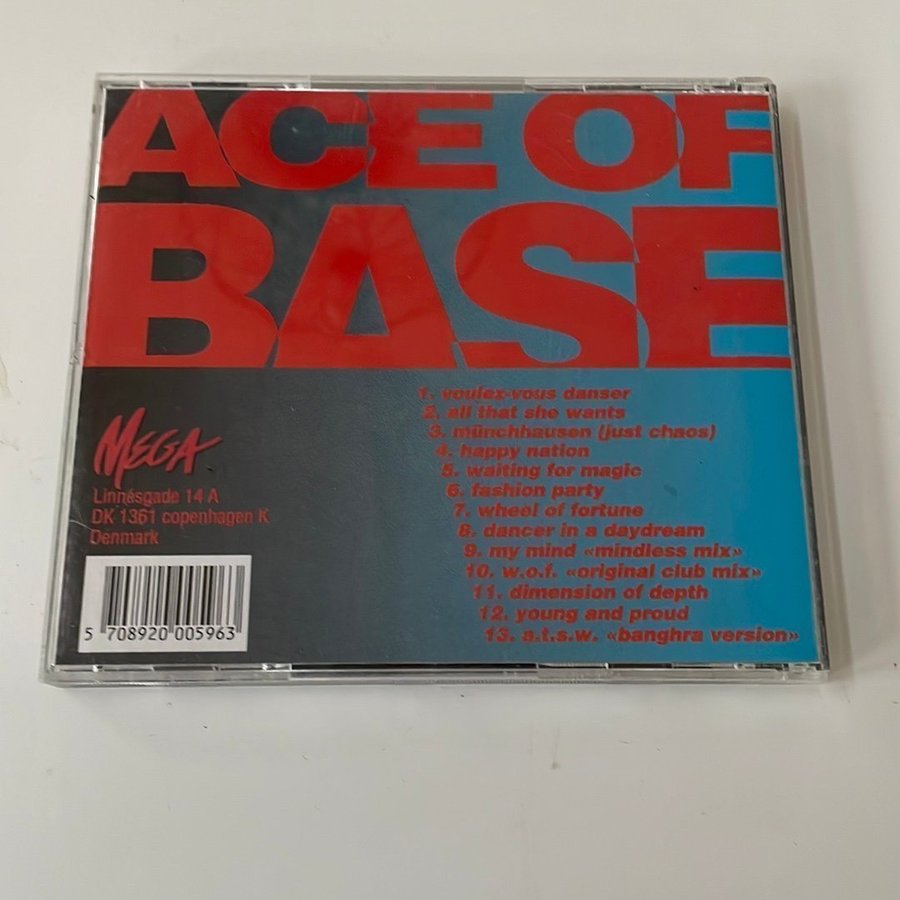 ACE OF
BASE
1. voulez-vous danser
2. all that she wants
3. münchhausen (just chaos)
4. happy nation
5. waiting for magic
6. fashion party
7. wheel of fortune
8. dancer in a daydream
9. my mind «mindless mix»
10. w.o.f. «original club mix»
11. dimension of depth
12. young and proud
13. a.t.s.w. «banghra version»
MEGA
Linnésgade 14 A
DK 1361 copenhagen K
Denmark
5 708920 005963